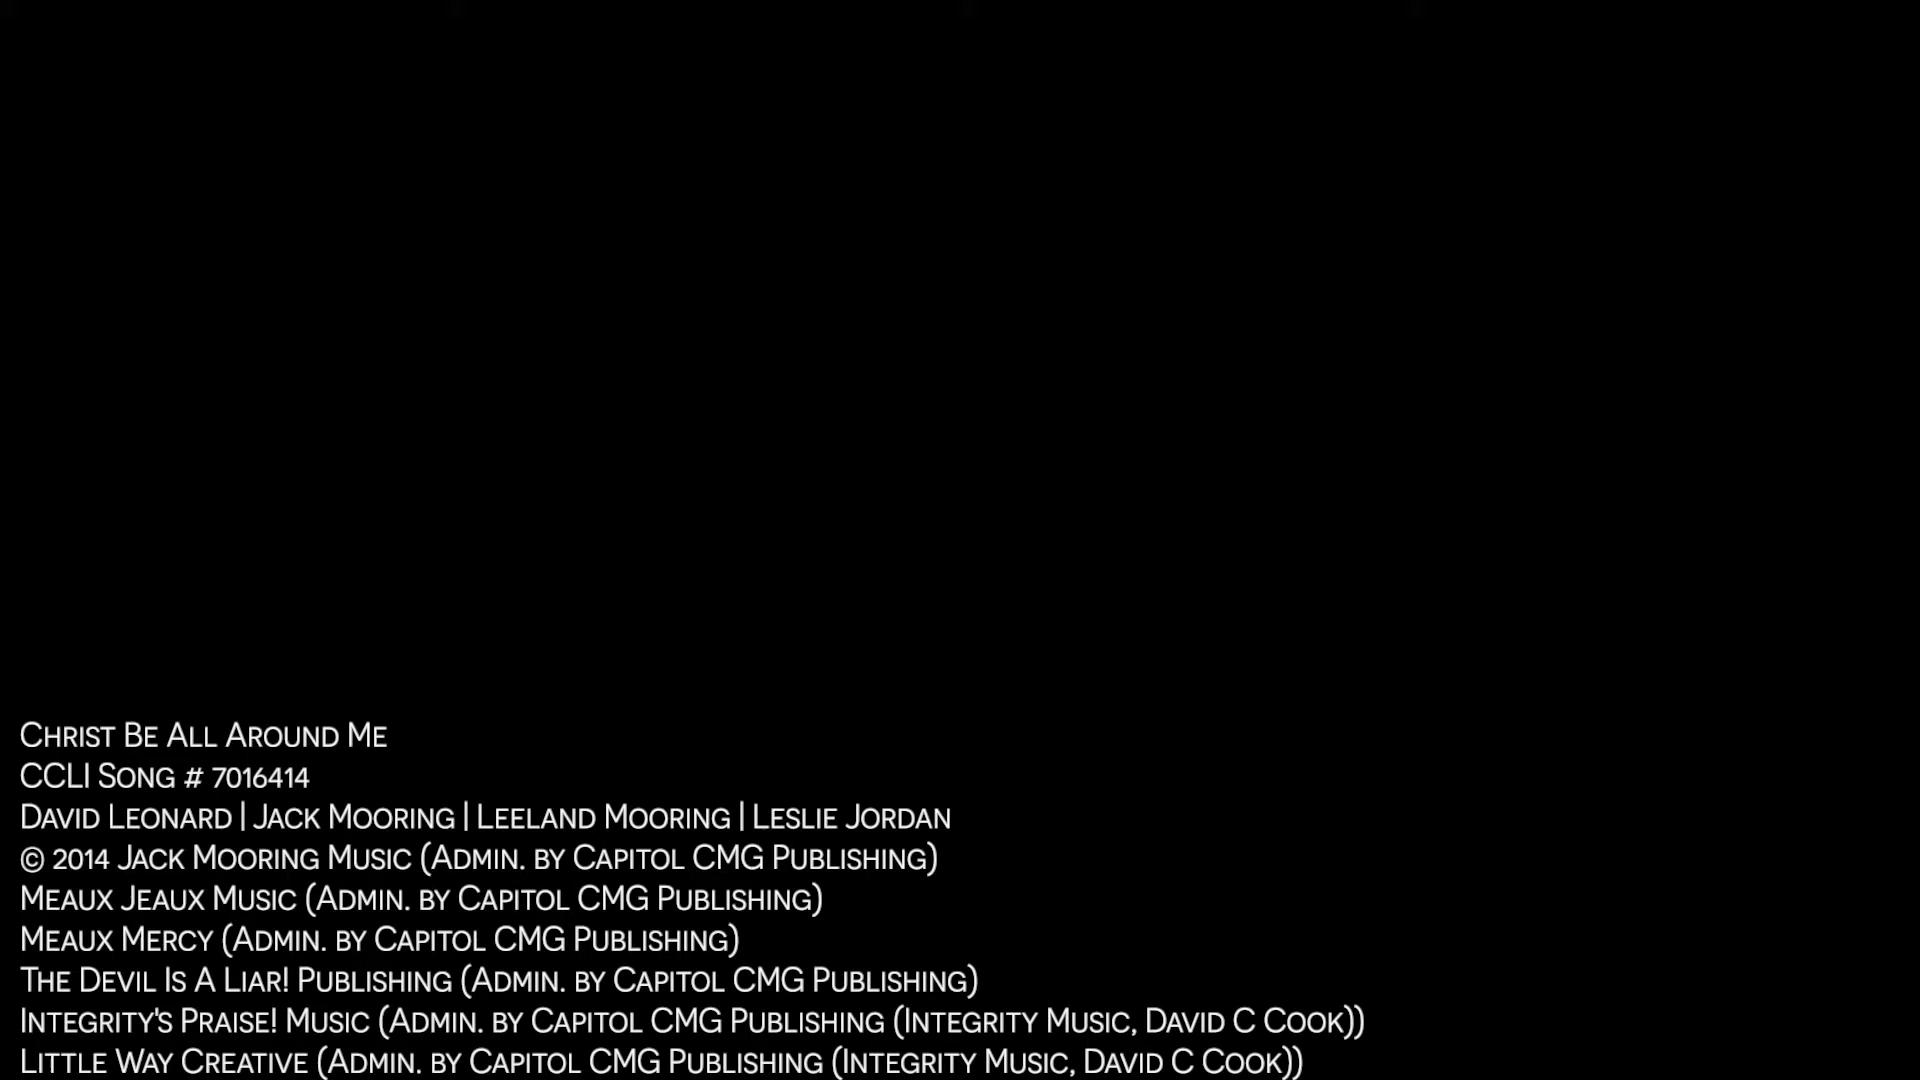 Christ Be All Around Me
CCLI Song # 7016414
David Leonard | Jack Mooring | Leeland Mooring | Leslie Jordan
© 2014 Jack Mooring Music (Admin. by Capitol CMG Publishing)
Meaux Jeaux Music (Admin. by Capitol CMG Publishing)
Meaux Mercy (Admin. by Capitol CMG Publishing)
The Devil Is A Liar! Publishing (Admin. by Capitol CMG Publishing)
Integrity's Praise! Music (Admin. by Capitol CMG Publishing (Integrity Music, David C Cook))
Little Way Creative (Admin. by Capitol CMG Publishing (Integrity Music, David C Cook))